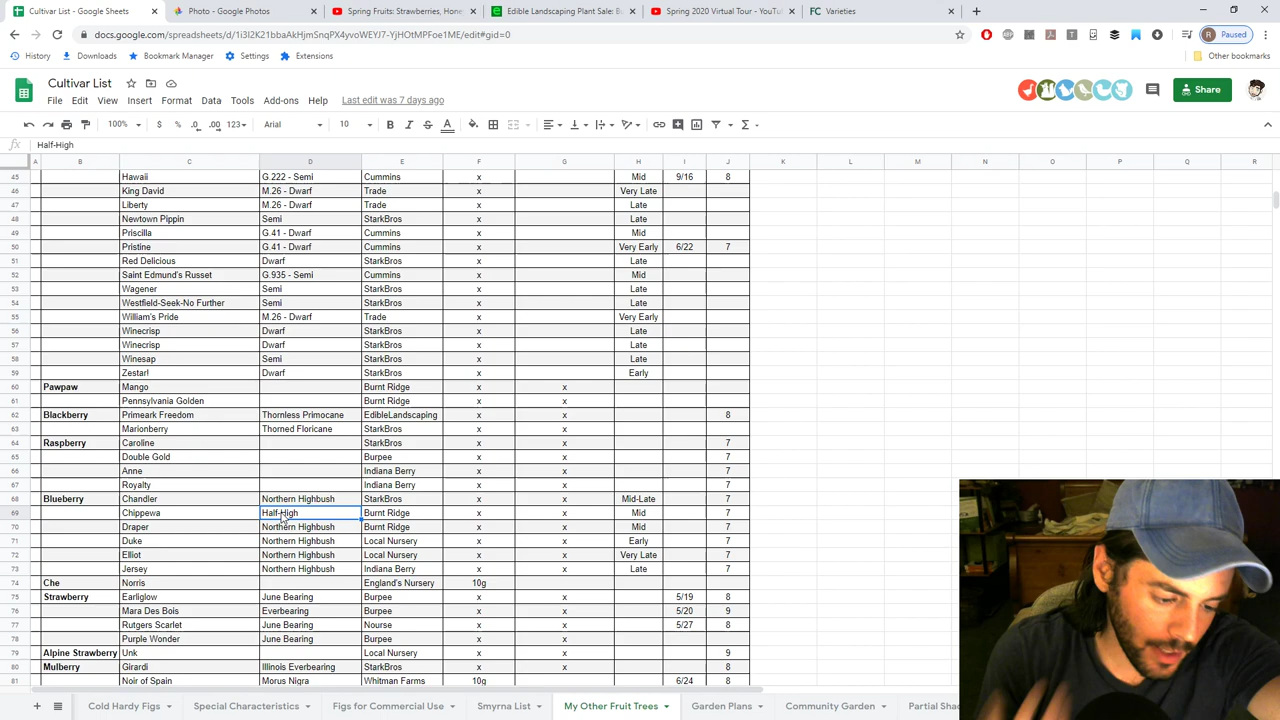 Cultivar List - Google Sheets
Photo - Google Photos
Spring Fruits: Strawberries, Hone
Edible Landscaping Plant Sale: Bu
Spring 2020 Virtual Tour - YouTu
FC Varieties
docs.google.com/spreadsheets/d/1i3I2K21bbaAkHjmSnqPX4yvoWEYJ7-YjHOtMPFoe1ME/edit#gid=0
R Paused
History Downloads Bookmark Manager Settings Extensions Other bookmarks
Cultivar List
File Edit View Insert Format Data Tools Add-ons Help Last edit was 7 days ago
Share
100% $ % .0 .00 123 Arial 10 B I S A
fx Half-High
A B C D E F G H I J K L M N O P Q R
45 Hawaii G.222 - Semi Cummins x Mid 9/16 8
46 King David M.26 - Dwarf Trade x Very Late
47 Liberty M.26 - Dwarf Trade x Late
48 Newtown Pippin Semi StarkBros x Late
49 Priscilla G.41 - Dwarf Cummins x Mid
50 Pristine G.41 - Dwarf Cummins x Very Early 6/22 7
51 Red Delicious Dwarf StarkBros x Late
52 Saint Edmund's Russet G.935 - Semi Cummins x Mid
53 Wagener Semi StarkBros x Late
54 Westfield-Seek-No Further Semi StarkBros x Late
55 William's Pride M.26 - Dwarf Trade x Very Early
56 Winecrisp Dwarf StarkBros x Late
57 Winecrisp Dwarf StarkBros x Late
58 Winesap Semi StarkBros x Late
59 Zestar! Dwarf StarkBros x Early
60 Pawpaw Mango Burnt Ridge x x
61 Pennsylvania Golden Burnt Ridge x x
62 Blackberry Primeark Freedom Thornless Primocane EdibleLandscaping x x 8
63 Marionberry Thorned Floricane StarkBros x x
64 Raspberry Caroline StarkBros x x 7
65 Double Gold Burpee x x 7
66 Anne Indiana Berry x x 7
67 Royalty Indiana Berry x x 7
68 Blueberry Chandler Northern Highbush StarkBros x x Mid-Late 7
69 Chippewa Half-High Burnt Ridge x x Mid 7
70 Draper Northern Highbush Burnt Ridge x x Mid 7
71 Duke Northern Highbush Local Nursery x x Early 7
72 Elliot Northern Highbush Local Nursery x x Very Late 7
73 Jersey Northern Highbush Indiana Berry x x Late 7
74 Che Norris England's Nursery 10g
75 Strawberry Earliglow June Bearing Burpee x x 5/19 8
76 Mara Des Bois Everbearing Burpee x x 5/20 9
77 Rutgers Scarlet June Bearing Nourse x x 5/27 8
78 Purple Wonder June Bearing Burpee x x
79 Alpine Strawberry Unk Local Nursery x x 9
80 Mulberry Girardi Illinois Everbearing StarkBros x x 8
81 Noir of Spain Morus Nigra Whitman Farms 10g 6/24 8
Cold Hardy Figs Special Characteristics Figs for Commercial Use Smyrna List My Other Fruit Trees Garden Plans Community Garden Partial Shad